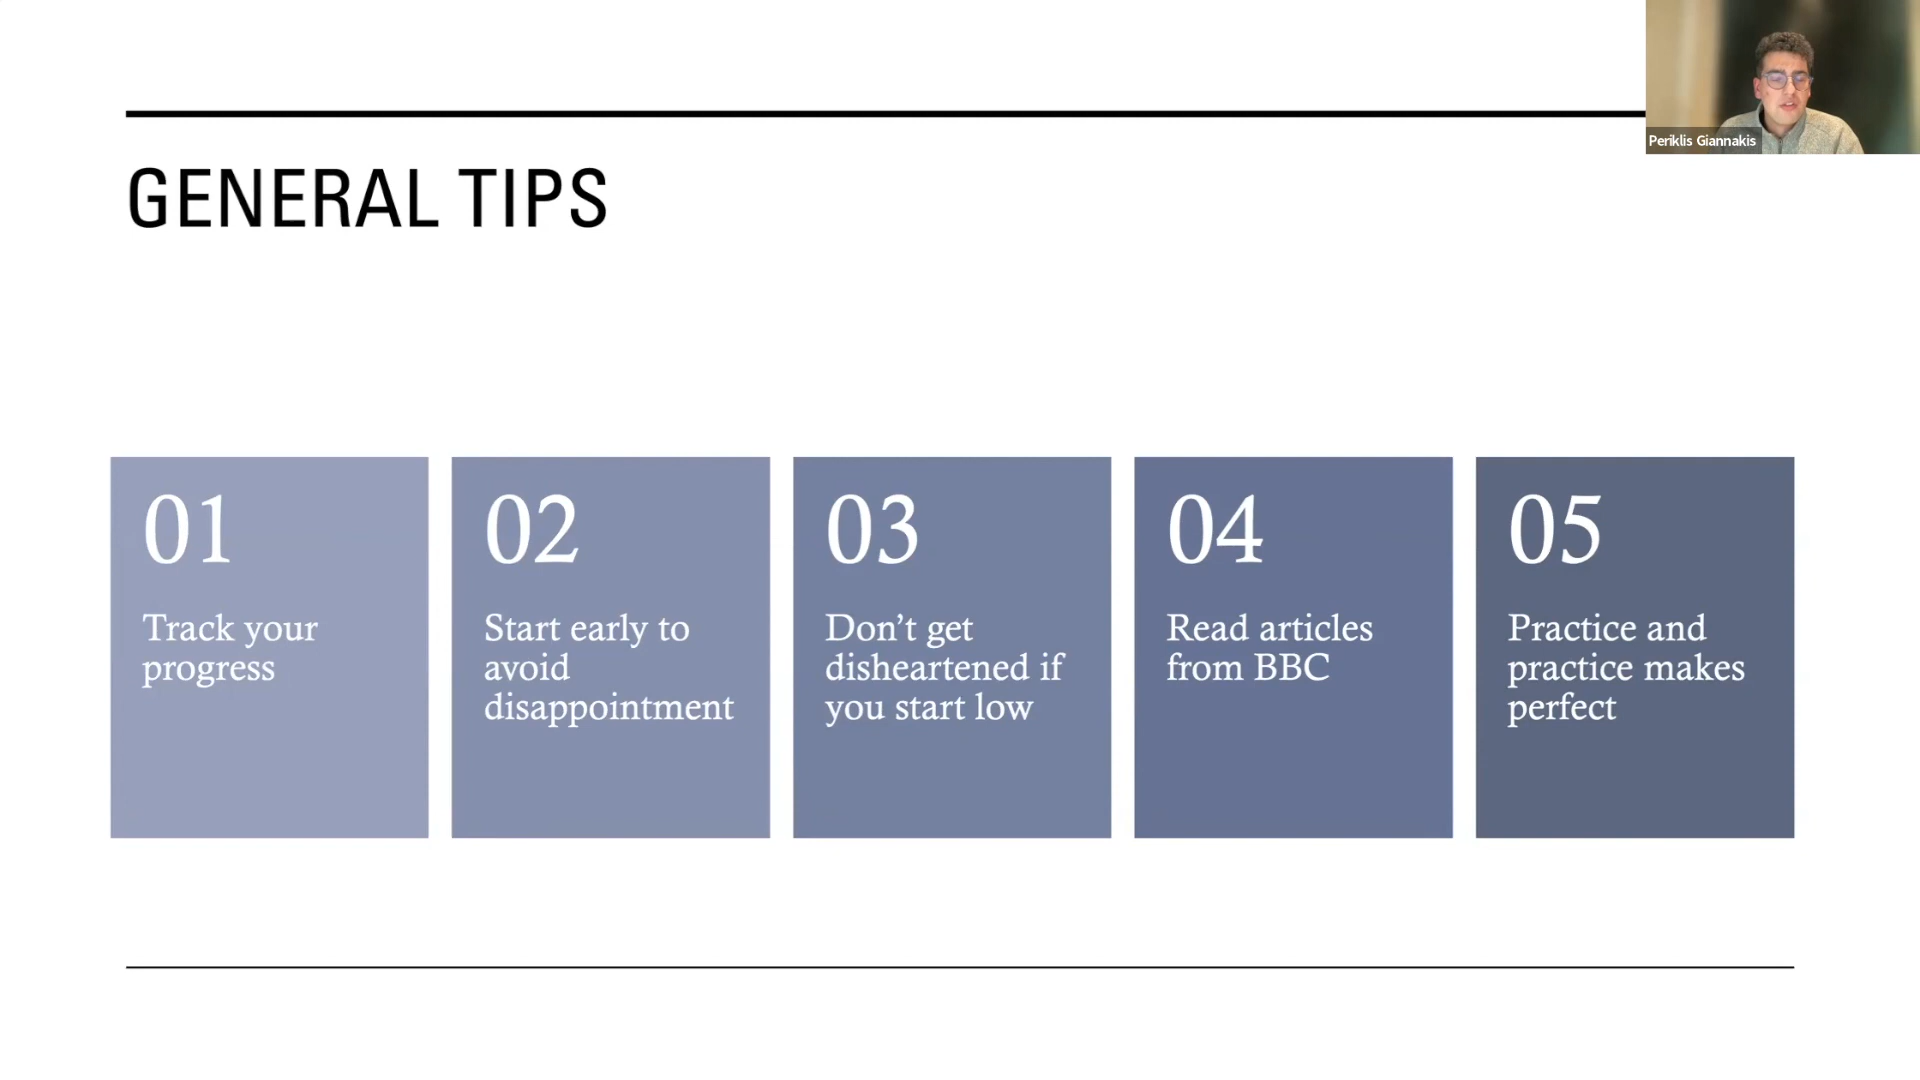 Periklis Giannakis
GENERAL TIPS
01
Track your
progress
02
Start early to
avoid
disappointment
03
Don’t get
disheartened if
you start low
04
Read articles
from BBC
05
Practice and
practice makes
perfect